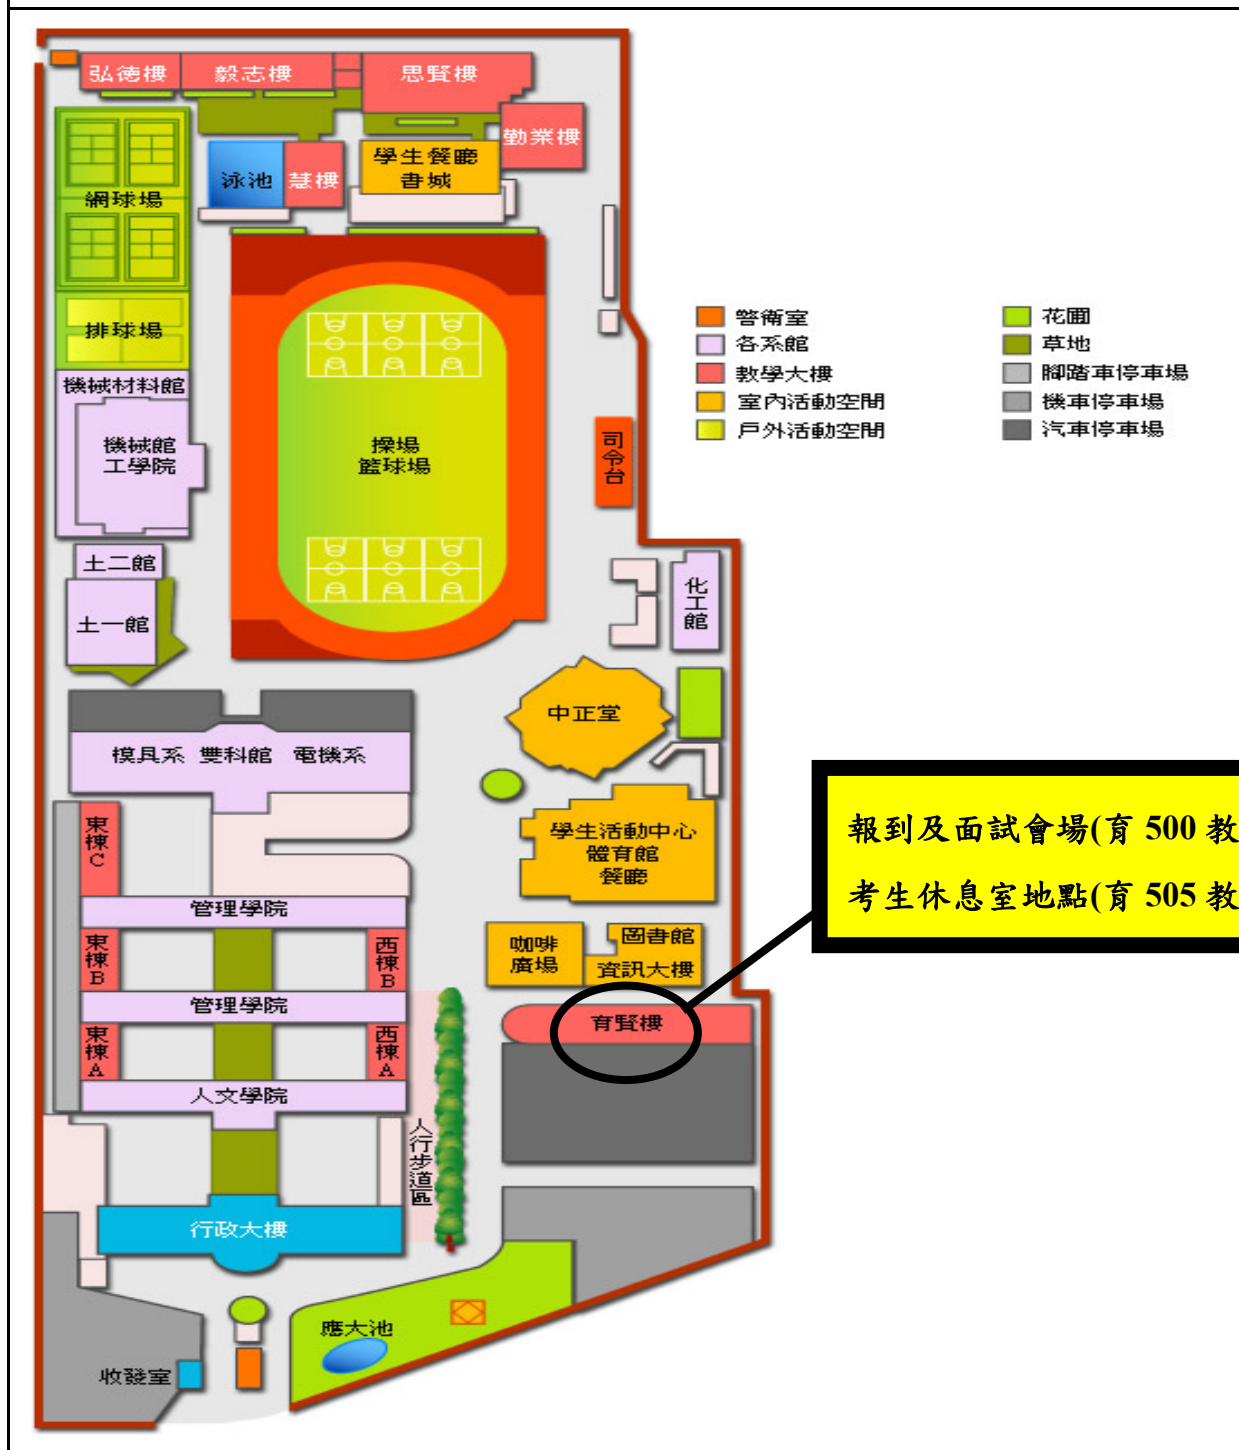 弘德樓
毅志樓
思賢樓
勤業樓
泳池
慧樓
學生餐廳
書城
網球場
排球場
機械材料館
機械館
工學院
操場
籃球場
司令台
警衛室
各系館
教學大樓
室內活動空間
戶外活動空間
花圃
草地
腳踏車停車場
機車停車場
汽車停車場
土二館
土一館
化工館
中正堂
模具系 雙科館 電機系
學生活動中心
體育館
餐廳
東棟C
管理學院
東棟B
西棟B
管理學院
東棟A
西棟A
人文學院
咖啡
廣場
圖書館
資訊大樓
育賢樓
報到及面試會場(育 500 教
考生休息室地點(育 505 教
人行步道區
行政大樓
應大池
收發室